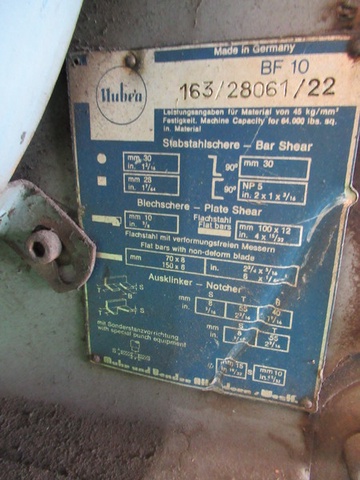 Mubea
Made in Germany
BF 10
163/28061/22
Leistungsangaben für Material von 45 kg/mm²
Festigkeit. Machine Capacity for 64.000 lbs. sq.
in. Material
Stabstahlschere - Bar Shear
mm 30
in. 1³/₁₆
90° mm 30
mm 28
90° NP 5
in. 2 x 1 x ³/₁₆
Blechschere - Plate Shear
mm 10
in. ³/₈
Flachstahl
Flat bars
mm 100 x 12
in. 4 x ¹⁵/₃₂
Flachstahl mit verformungsfreien Messern
Flat bars with non-deform blade
mm 70 x 8
150 x 6
in.
Ausklinker - Notcher
S T B
mm 55 40
in. ³/₁₆
mit Sonderstanzvorrichtung
with special punch equipment
S T
mm 55
in.
mm 10